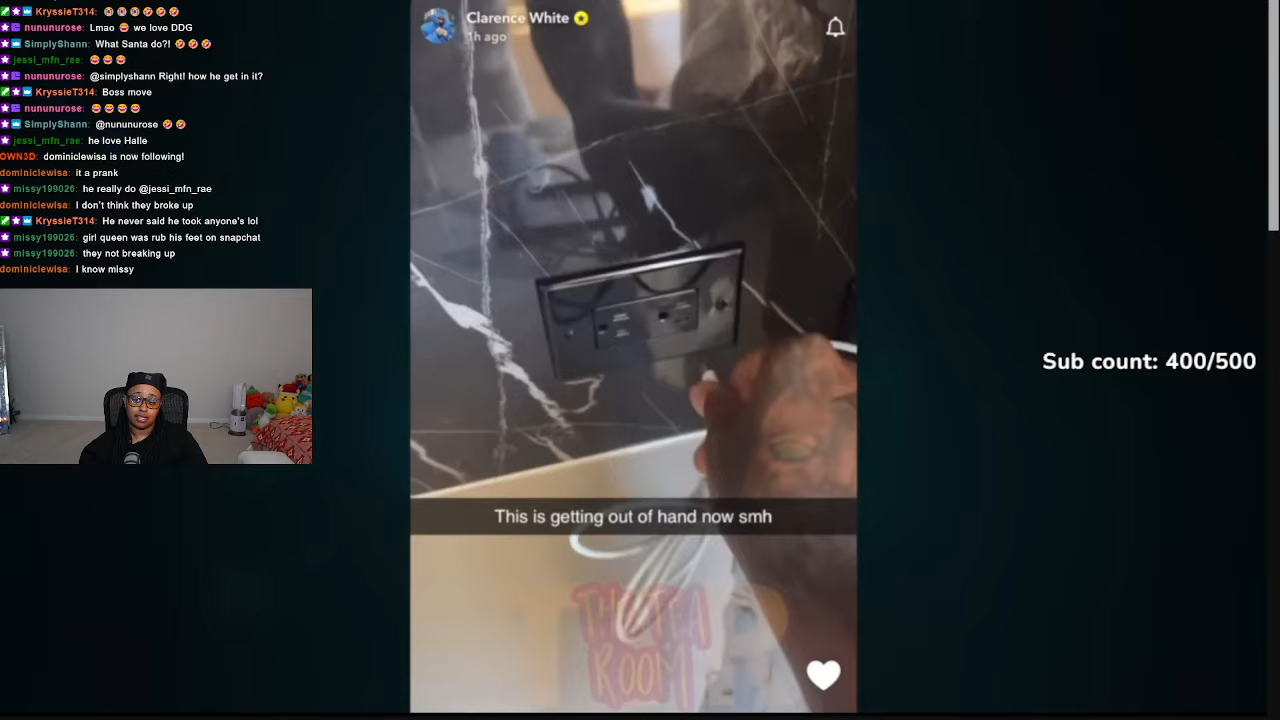 KryssieT314:
nununurose: Lmao 😂 we love DDG
SimplyShann: What Santa do?! 🤣🤣🤣
jessi_mfn_rae:
nununurose: @simplyshann Right! how he get in it?
KryssieT314: Boss move
nununurose:
SimplyShann: @nununurose 🤣🤣
jessi_mfn_rae: he love Halle
OWN3D: dominiclewisa is now following!
dominiclewisa: it a prank
missy199026: he really do @jessi_mfn_rae
dominiclewisa: I don't think they broke up
KryssieT314: He never said he took anyone's lol
missy199026: girl queen was rub his feet on snapchat
missy199026: they not breaking up
dominiclewisa: I know missy
Clarence White
1h ago
Sub count: 400/500
This is getting out of hand now smh
THE TEA
ROOM